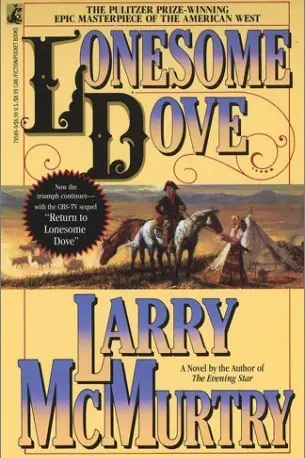 THE PULITZER PRIZE-WINNING
EPIC MASTERPIECE OF THE AMERICAN WEST
LONESOME
DOVE
Now the
triumph continues—
with the CBS-TV sequel
"Return to
Lonesome
Dove"
LARRY
MCMURTRY
A Novel by the Author of
The Evening Star